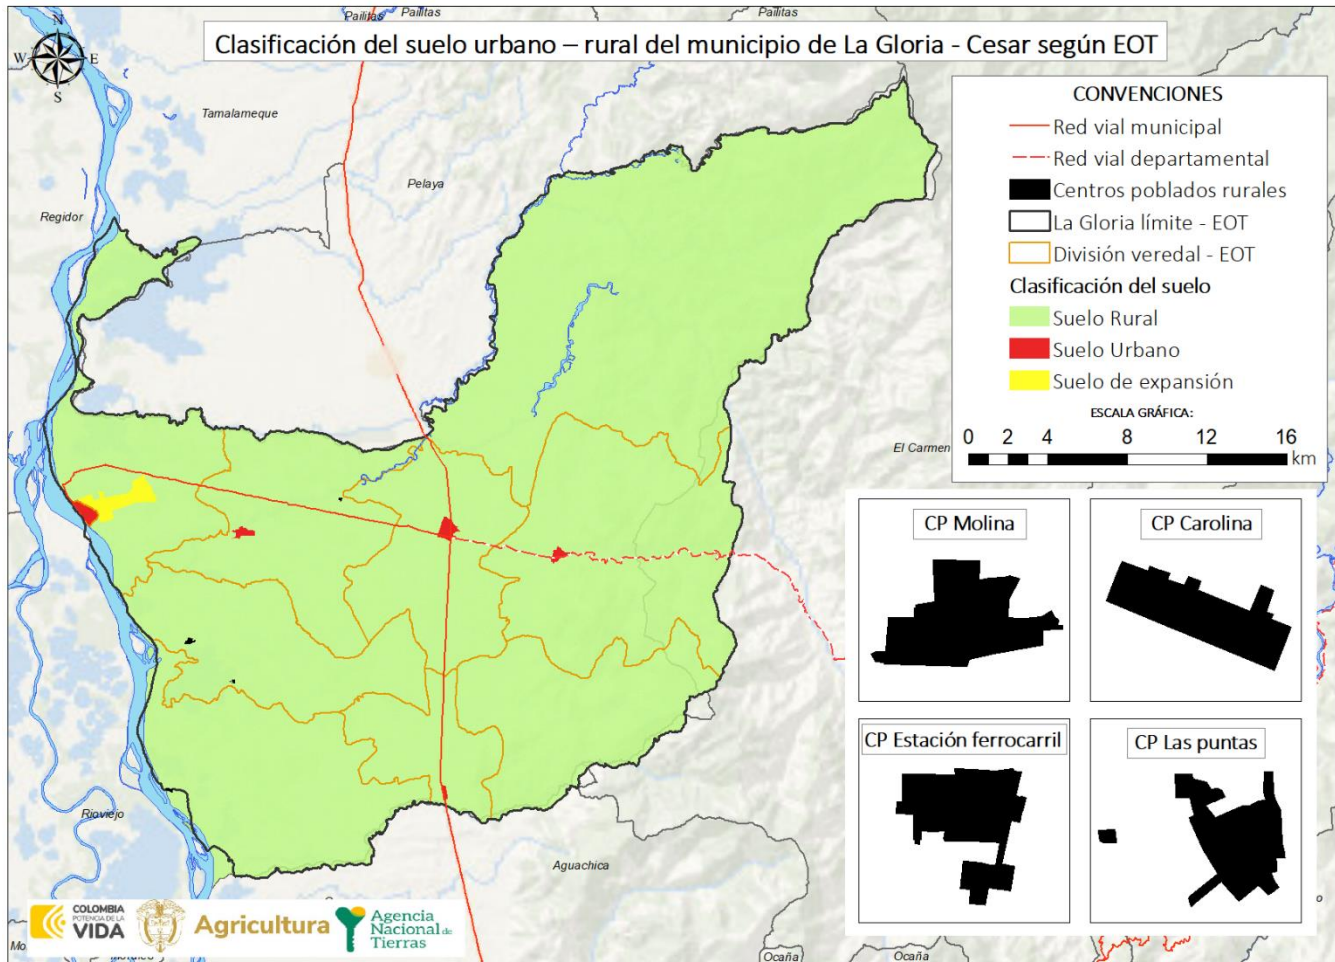 Pailitas
Pailitas
Pailitas
Clasificación del suelo urbano – rural del municipio de La Gloria - Cesar según EOT
N
W
E
S
Tamalameque
Pelaya
Regidor
El Carmen
Rioviejo
Aguachica
Ocaña
Ocaña
CONVENCIONES
Red vial municipal
Red vial departamental
Centros poblados rurales
La Gloria límite - EOT
División veredal - EOT
Clasificación del suelo
Suelo Rural
Suelo Urbano
Suelo de expansión
ESCALA GRÁFICA:
0 2 4 8 12 16
km
CP Molina
CP Carolina
CP Estación ferrocarril
CP Las puntas
COLOMBIA
POTENCIA DE LA
VIDA
Agricultura
Agencia
Nacional de
Tierras